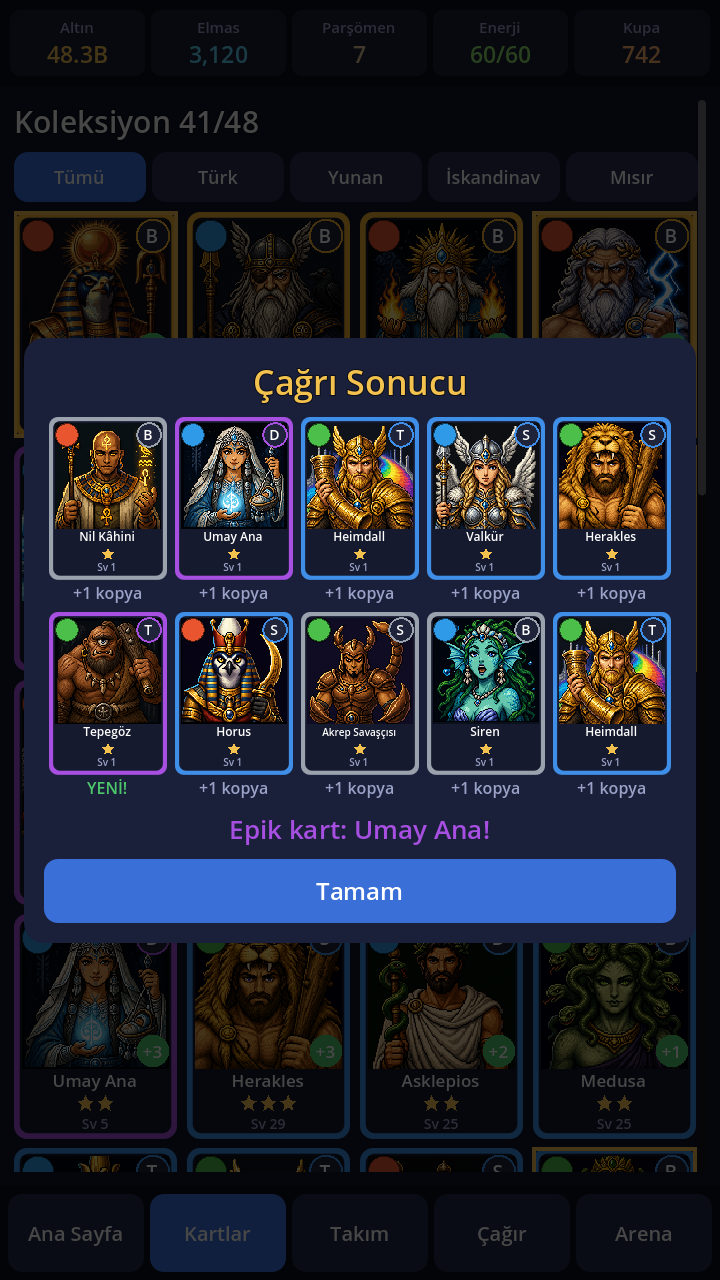 Altın Elmas Parşömen Enerji Kupa
48.3B 3,120 7 60/60 742
Koleksiyon 41/48
Tümü Türk Yunan İskandinav Mısır
B B B B
Çağrı Sonucu
B D T S S
Nil Kâhini Umay Ana Heimdall Valkür Herakles
Sv 1 Sv 1 Sv 1 Sv 1 Sv 1
+1 kopya +1 kopya +1 kopya +1 kopya +1 kopya
T S S B T
Tepegöz Horus Akrep Savaşçısı Siren Heimdall
Sv 1 Sv 1 Sv 1 Sv 1 Sv 1
YENİ! +1 kopya +1 kopya +1 kopya +1 kopya
Epik kart: Umay Ana!
Tamam
+3 +3 +2 +1
Umay Ana Herakles Asklepios Medusa
Sv 5 Sv 29 Sv 25 Sv 25
Ana Sayfa Kartlar Takım Çağır Arena